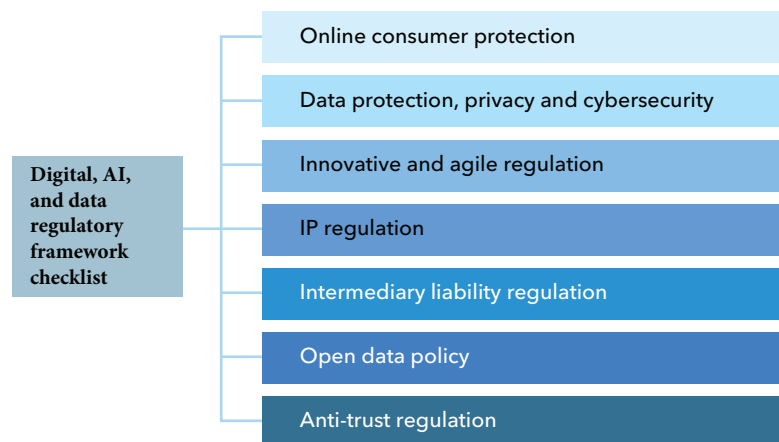 Digital, AI,
and data
regulatory
framework
checklist
Online consumer protection
Data protection, privacy and cybersecurity
Innovative and agile regulation
IP regulation
Intermediary liability regulation
Open data policy
Anti-trust regulation